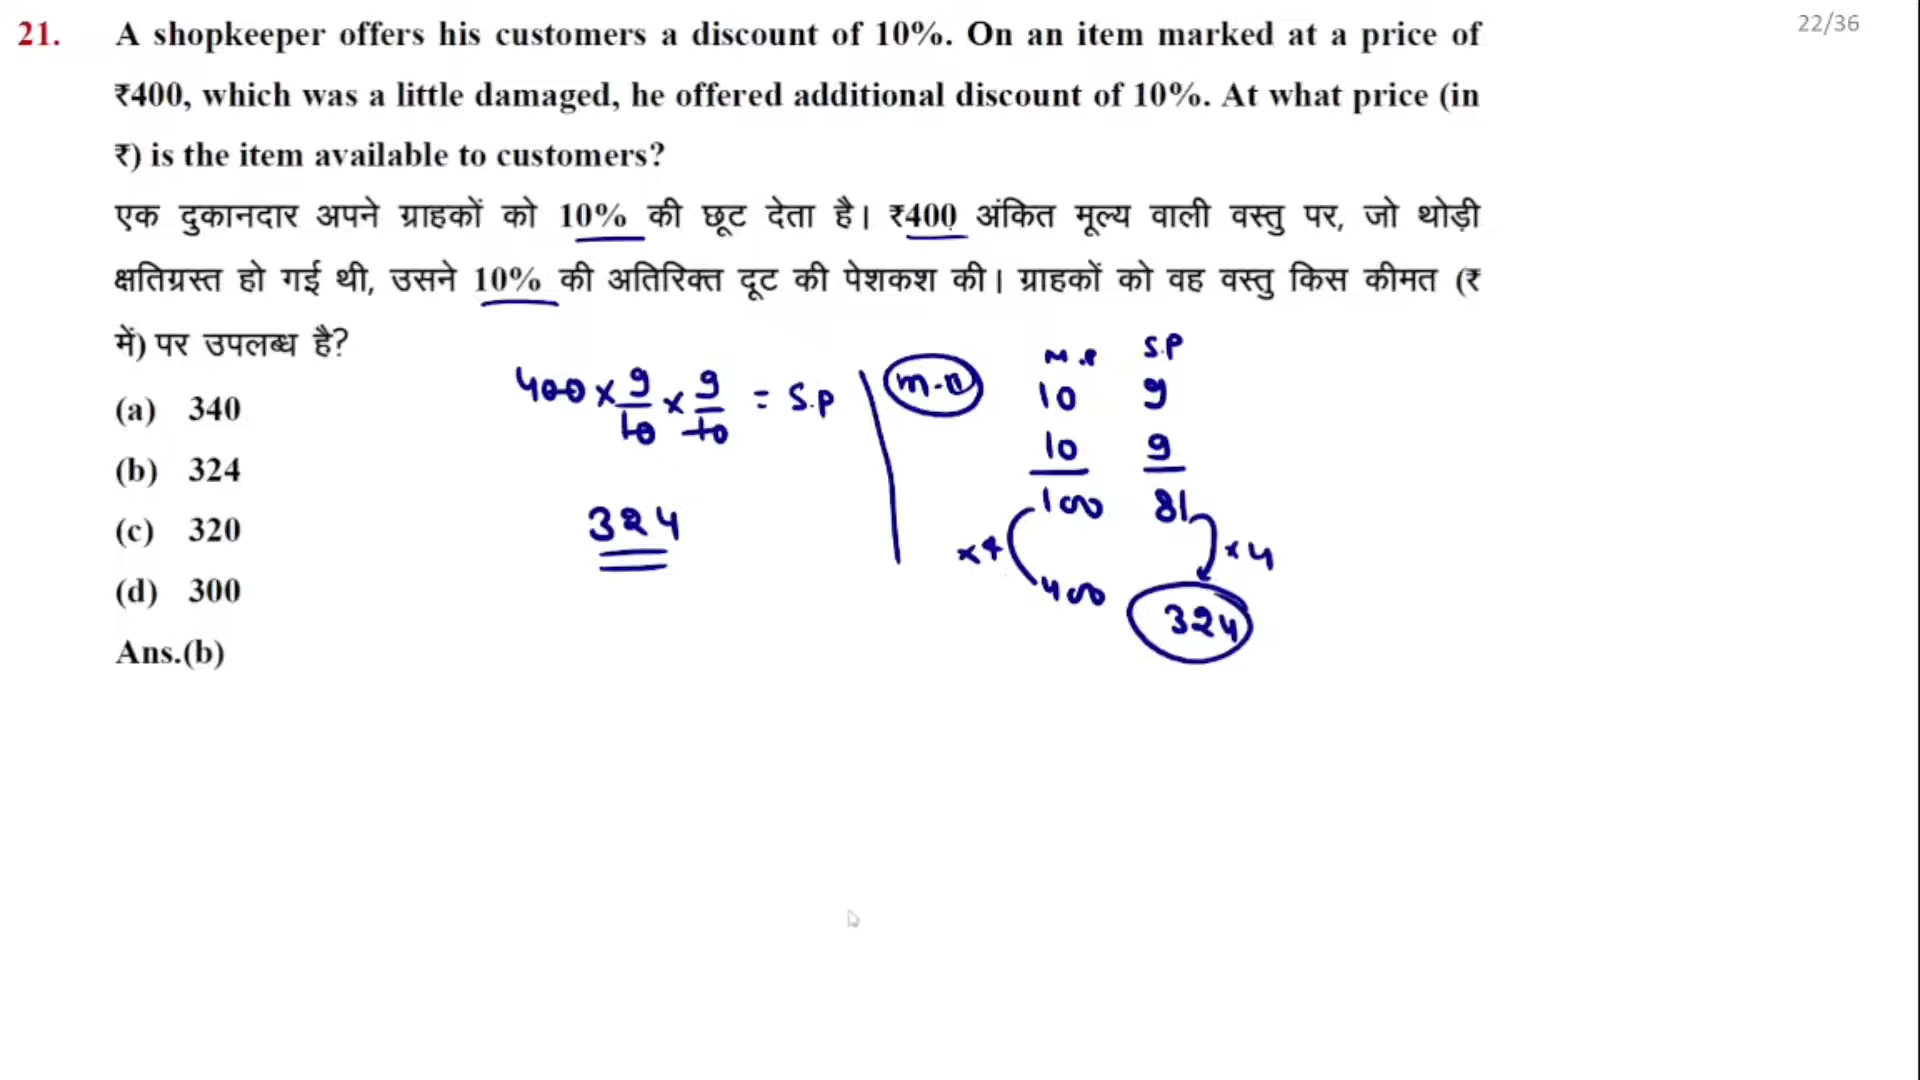 22/36
21. A shopkeeper offers his customers a discount of 10%. On an item marked at a price of
₹400, which was a little damaged, he offered additional discount of 10%. At what price (in
₹) is the item available to customers?
एक दुकानदार अपने ग्राहकों को 10% की छूट देता है। ₹400 अंकित मूल्य वाली वस्तु पर, जो थोड़ी
क्षतिग्रस्त हो गई थी, उसने 10% की अतिरिक्त दूट की पेशकश की। ग्राहकों को वह वस्तु किस कीमत (₹
में) पर उपलब्ध है?
(a) 340
(b) 324
(c) 320
(d) 300
Ans.(b)
400 × 9/10 × 9/10 = S.P
324
m-II
M.P S.P
10 9
10 9
100 81
×4 ×4
400 324